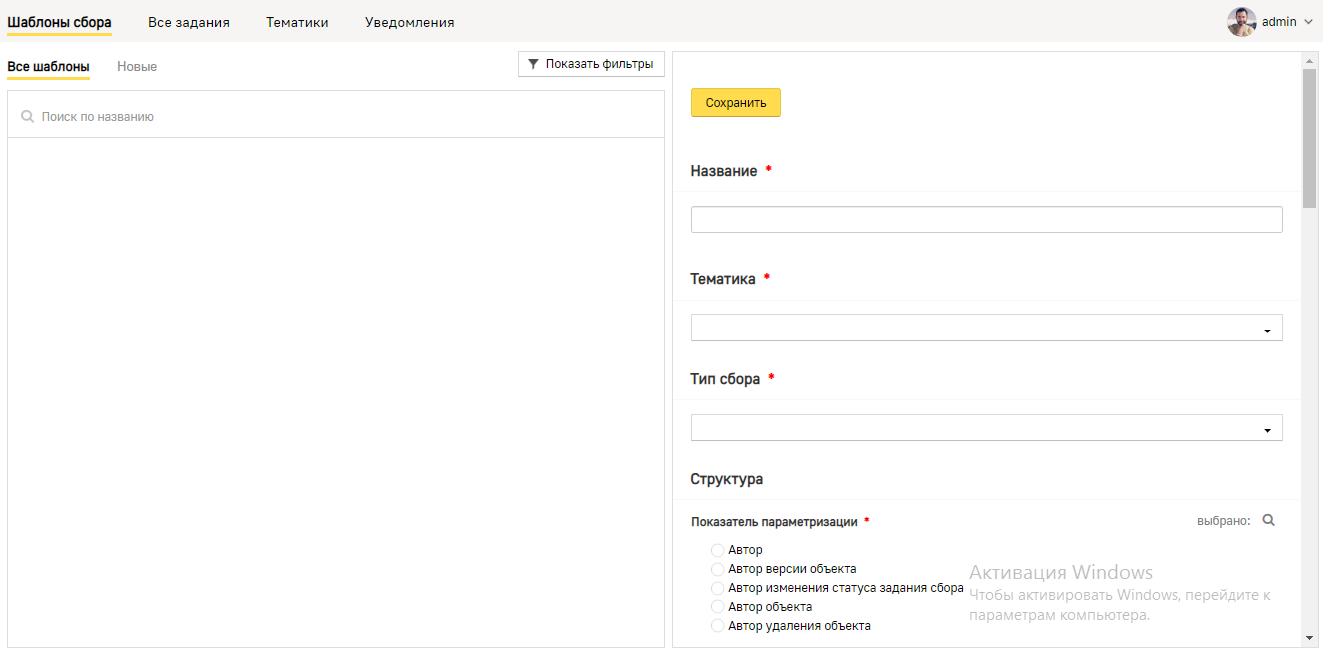 Шаблоны сбора Все задания Тематики Уведомления admin
Все шаблоны Новые Показать фильтры
Поиск по названию
Сохранить
Название *
Тематика *
Тип сбора *
Структура
Показатель параметризации * выбрано:
Автор
Автор версии объекта
Автор изменения статуса задания сбора
Автор объекта
Автор удаления объекта
Активация Windows
Чтобы активировать Windows, перейдите к
параметрам компьютера.